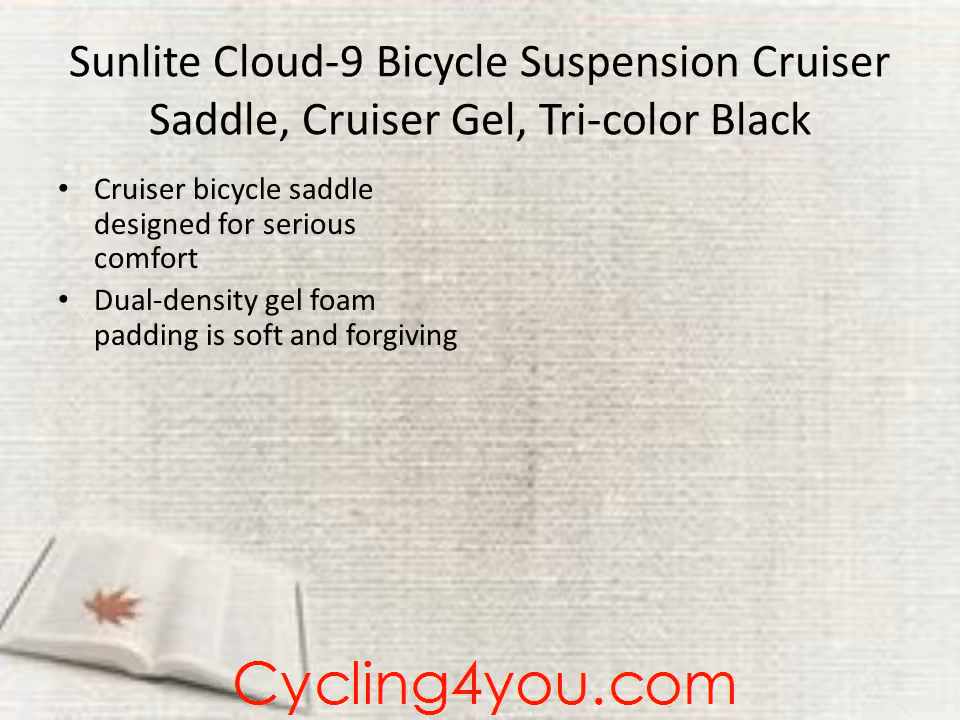 Sunlite Cloud-9 Bicycle Suspension Cruiser
Saddle, Cruiser Gel, Tri-color Black
• Cruiser bicycle saddle
designed for serious
comfort
• Dual-density gel foam
padding is soft and forgiving
Cycling4you.com